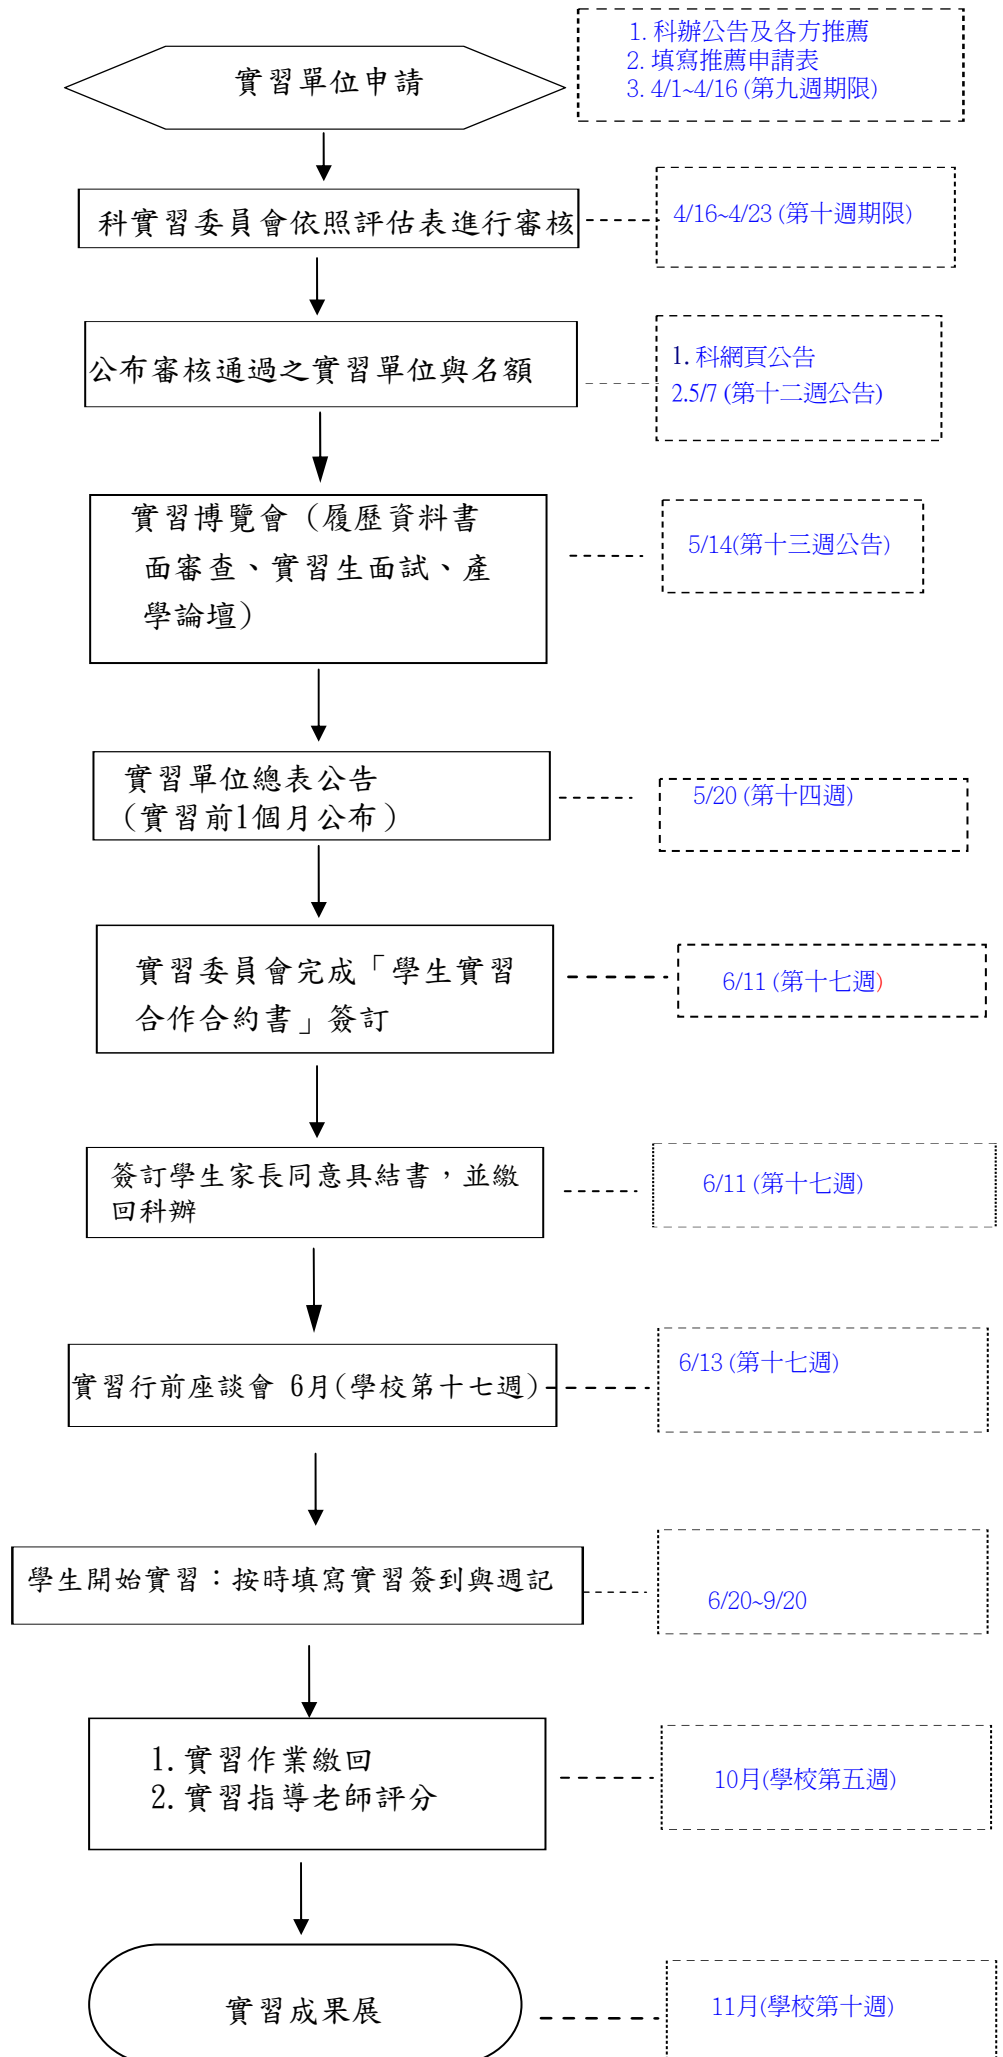 實習單位申請
1. 科辦公告及各方推薦
2. 填寫推薦申請表
3. 4/1~4/16 (第九週期限)
科實習委員會依照評估表進行審核
4/16~4/23 (第十週期限)
公布審核通過之實習單位與名額
1. 科網頁公告
2.5/7 (第十二週公告)
實習博覽會（履歷資料書
面審查、實習生面試、產
學論壇）
5/14(第十三週公告)
實習單位總表公告
（實習前1個月公布）
5/20 (第十四週)
實習委員會完成「學生實習
合作合約書」簽訂
6/11 (第十七週)
簽訂學生家長同意具結書，並繳
回科辦
6/11 (第十七週)
實習行前座談會 6月(學校第十七週)
6/13 (第十七週)
學生開始實習：按時填寫實習簽到與週記
6/20~9/20
1. 實習作業繳回
2. 實習指導老師評分
10月(學校第五週)
實習成果展
11月(學校第十週)